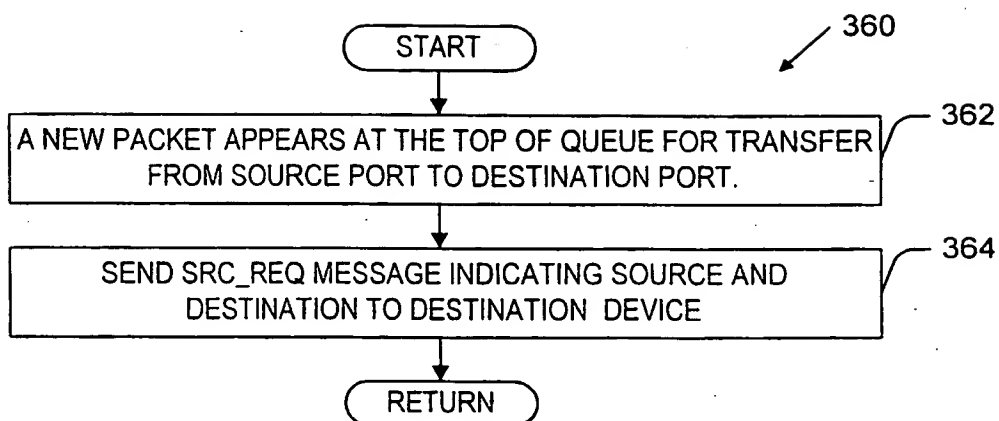 360
START
362
A NEW PACKET APPEARS AT THE TOP OF QUEUE FOR TRANSFER
FROM SOURCE PORT TO DESTINATION PORT.
364
SEND SRC_REQ MESSAGE INDICATING SOURCE AND
DESTINATION TO DESTINATION DEVICE
RETURN